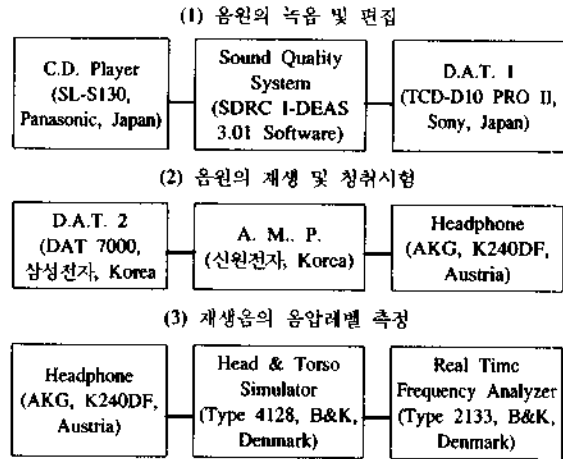 (1) 음원의 녹음 및 편집
C.D. Player
(SL-S130,
Panasonic, Japan)
Sound Quality
System
(SDRC I-DEAS
3.01 Software)
D.A.T. 1
(TCD-D10 PRO II,
Sony, Japan)
(2) 음원의 재생 및 청취시험
D.A.T. 2
(DAT 7000,
삼성전자, Korea
A. M. P.
(신원전자, Korea)
Headphone
(AKG, K240DF,
Austria)
(3) 재생음의 음압레벨 측정
Headphone
(AKG, K240DF,
Austria)
Head & Torso
Simulator
(Type 4128, B&K,
Denmark)
Real Time
Frequency Analyzer
(Type 2133, B&K,
Denmark)